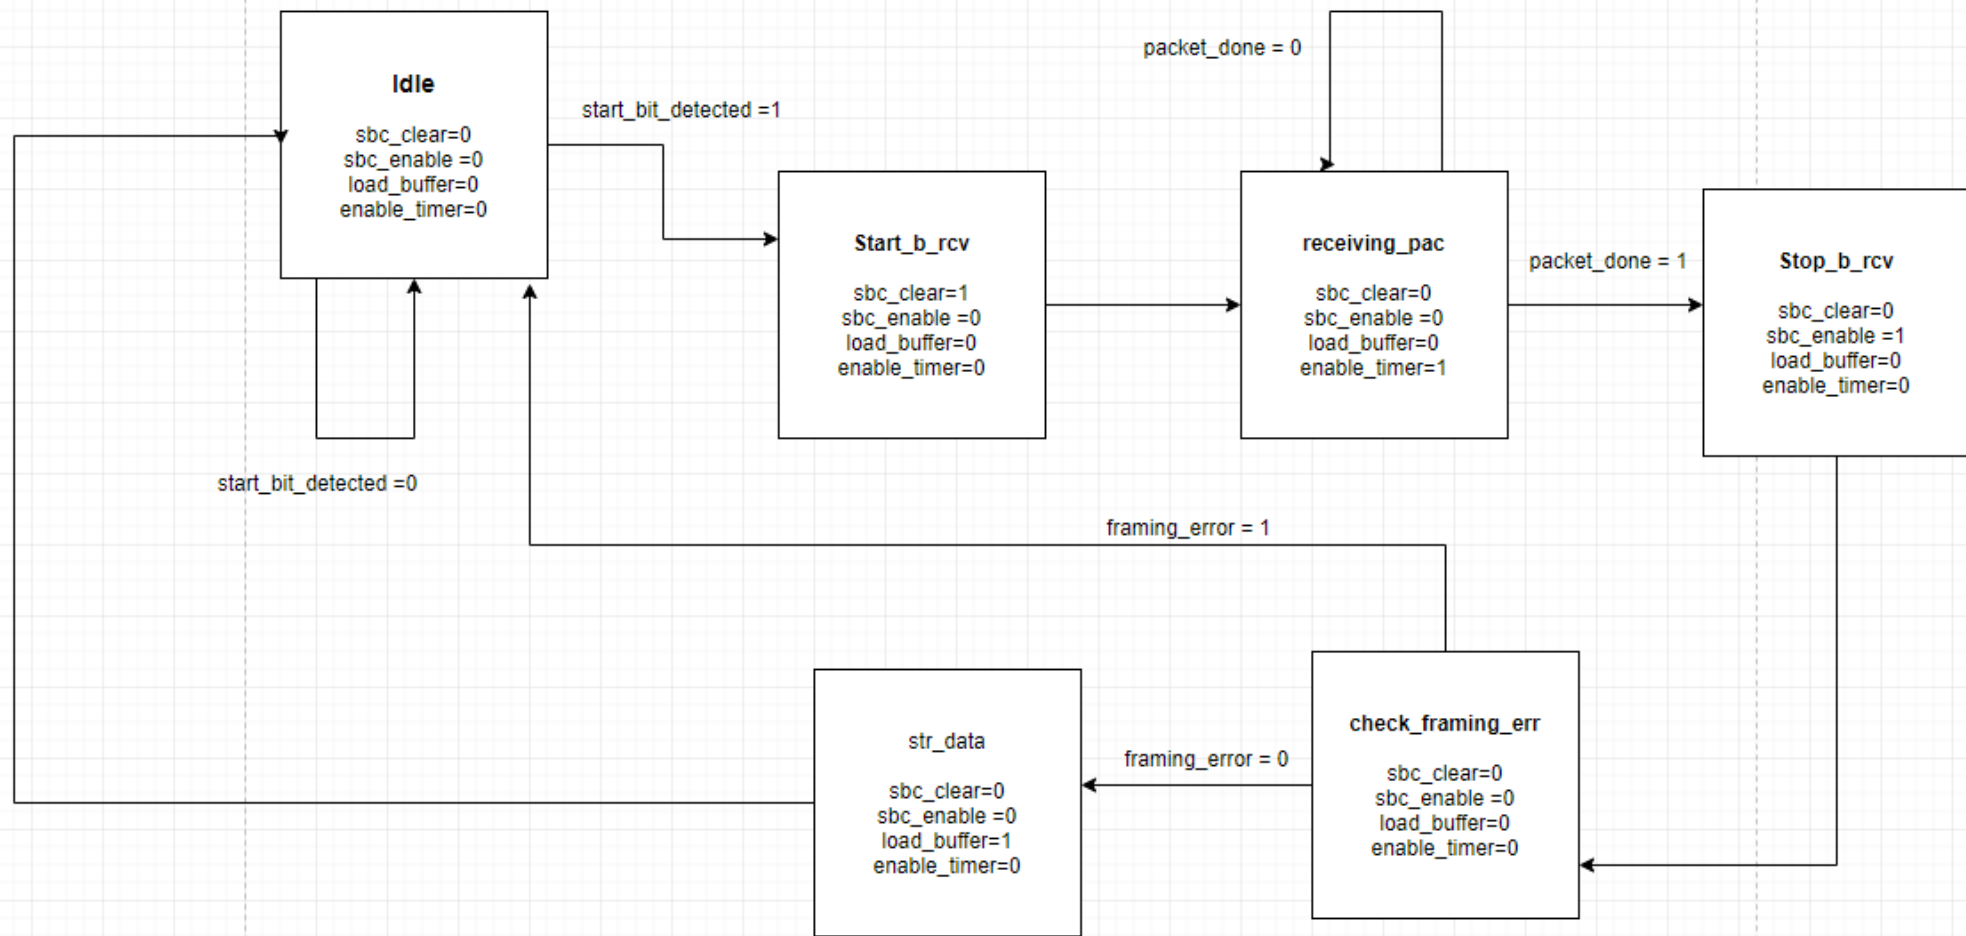 Idle
sbc_clear=0
sbc_enable =0
load_buffer=0
enable_timer=0
start_bit_detected =1
packet_done = 0
Start_b_rcv
sbc_clear=1
sbc_enable =0
load_buffer=0
enable_timer=0
receiving_pac
sbc_clear=0
sbc_enable =0
load_buffer=0
enable_timer=1
packet_done = 1
Stop_b_rcv
sbc_clear=0
sbc_enable =1
load_buffer=0
enable_timer=0
start_bit_detected =0
framing_error = 1
str_data
sbc_clear=0
sbc_enable =0
load_buffer=1
enable_timer=0
framing_error = 0
check_framing_err
sbc_clear=0
sbc_enable =0
load_buffer=0
enable_timer=0